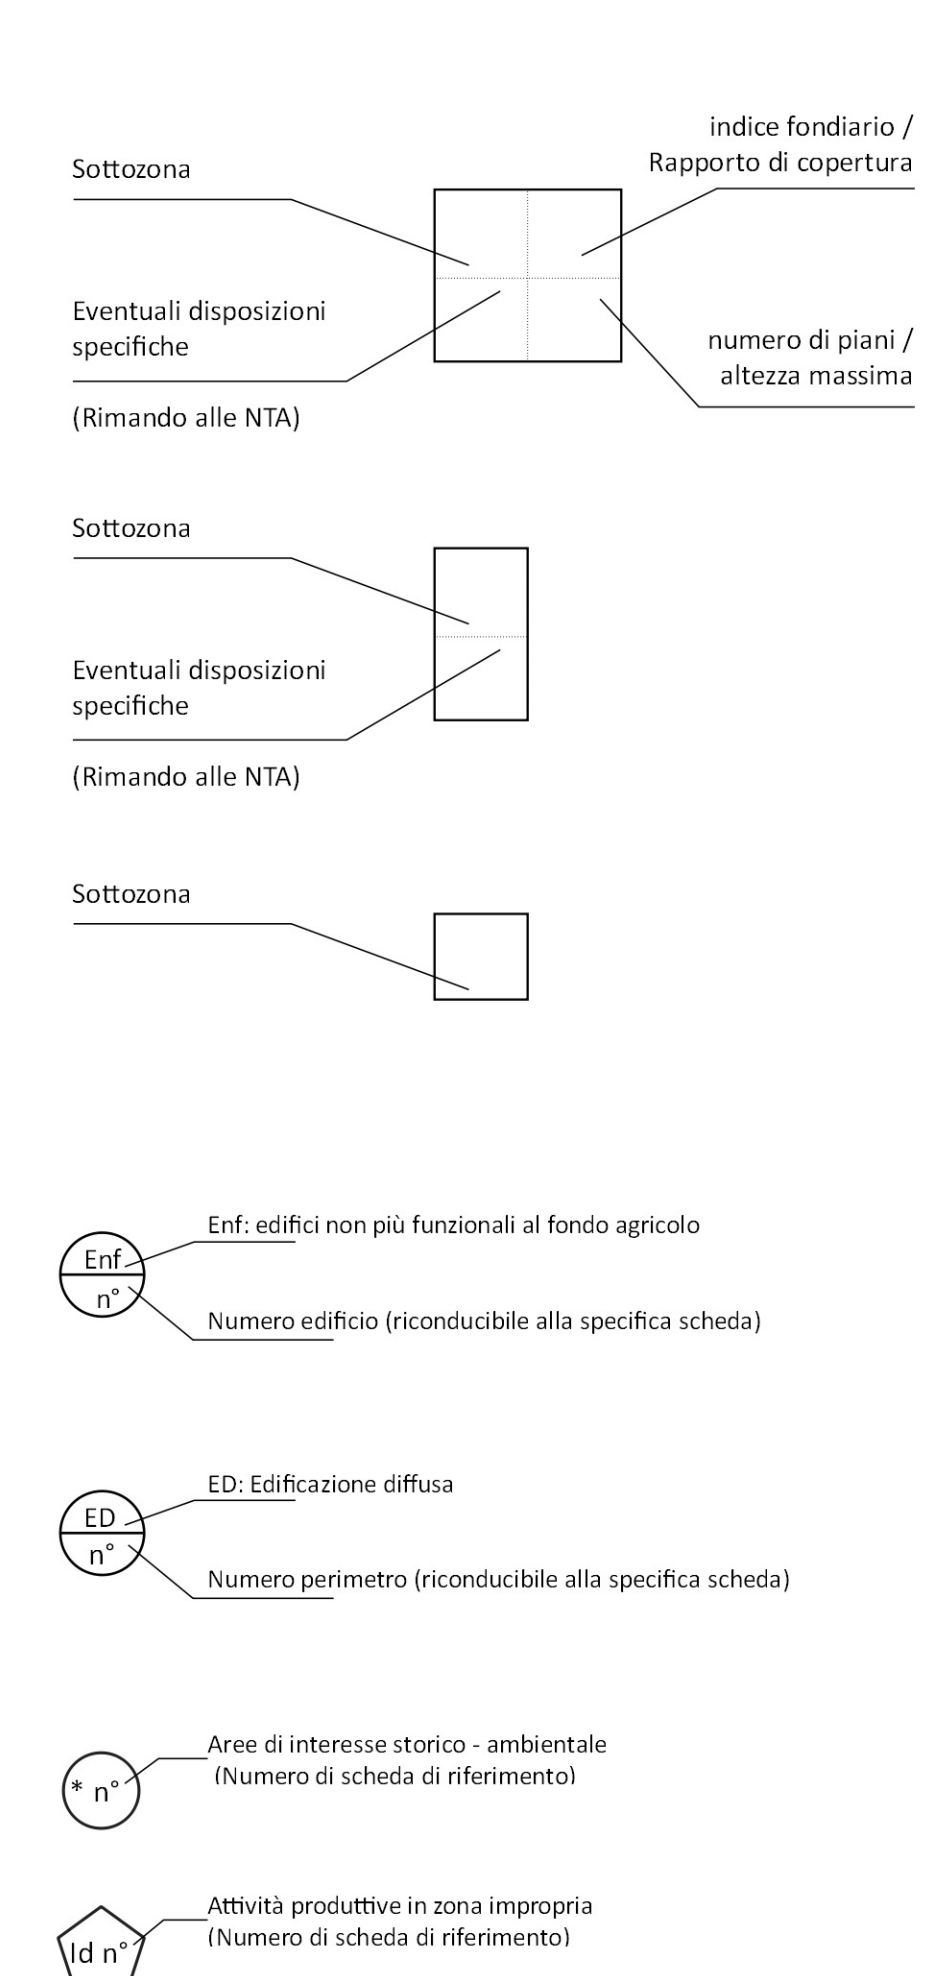 indice fondiario /
Sottozona
Rapporto di copertura
Eventuali disposizioni
specifiche
numero di piani /
altezza massima
(Rimando alle NTA)
Sottozona
Eventuali disposizioni
specifiche
(Rimando alle NTA)
Sottozona
Enf: edifici non più funzionali al fondo agricolo
Enf
n°
Numero edificio (riconducibile alla specifica scheda)
ED: Edificazione diffusa
ED
n°
Numero perimetro (riconducibile alla specifica scheda)
Aree di interesse storico - ambientale
(Numero di scheda di riferimento)
* n°
Attività produttive in zona impropria
(Numero di scheda di riferimento)
Id n°